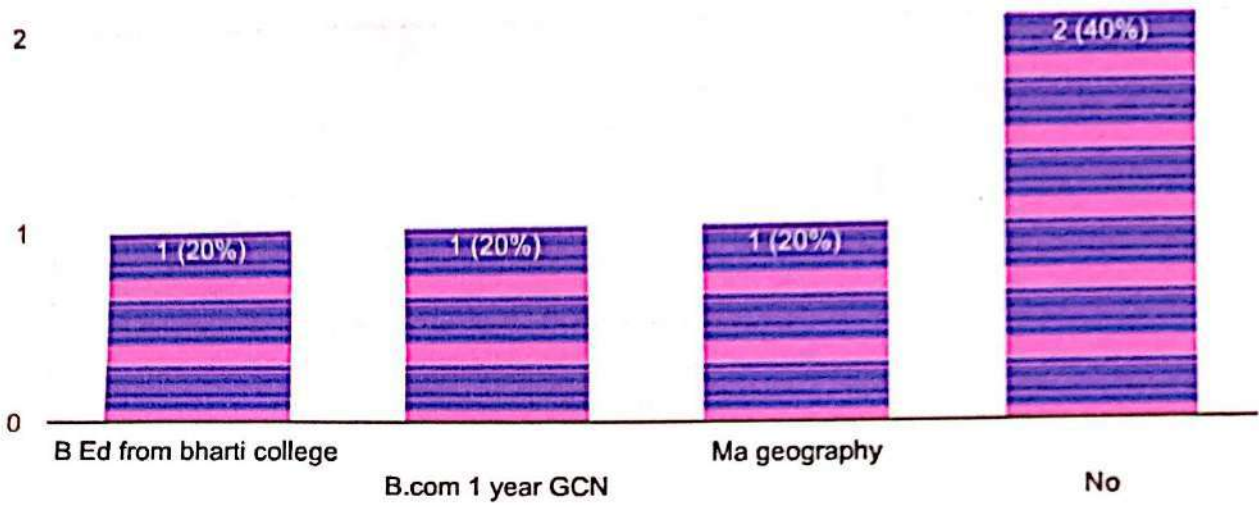 2
2 (40%)
1
1 (20%)
1 (20%)
1 (20%)
0
B Ed from bharti college
Ma geography
B.com 1 year GCN
No